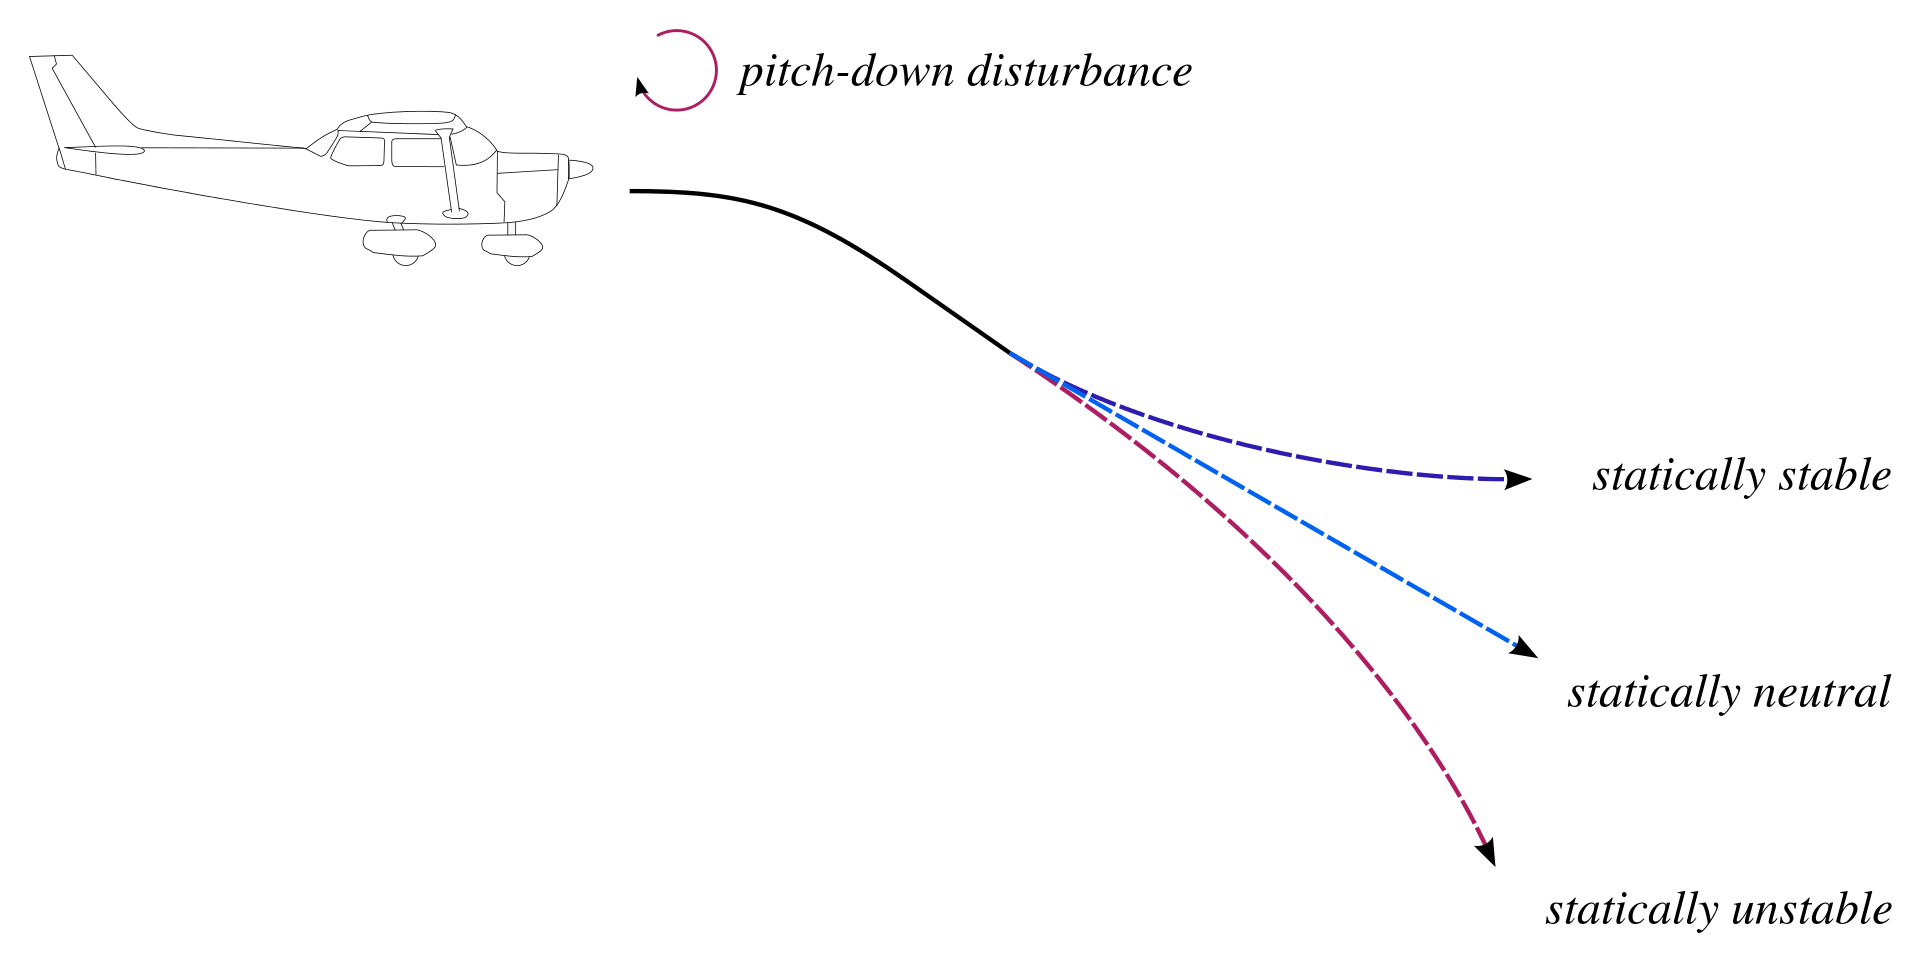 pitch-down disturbance
statically stable
statically neutral
statically unstable